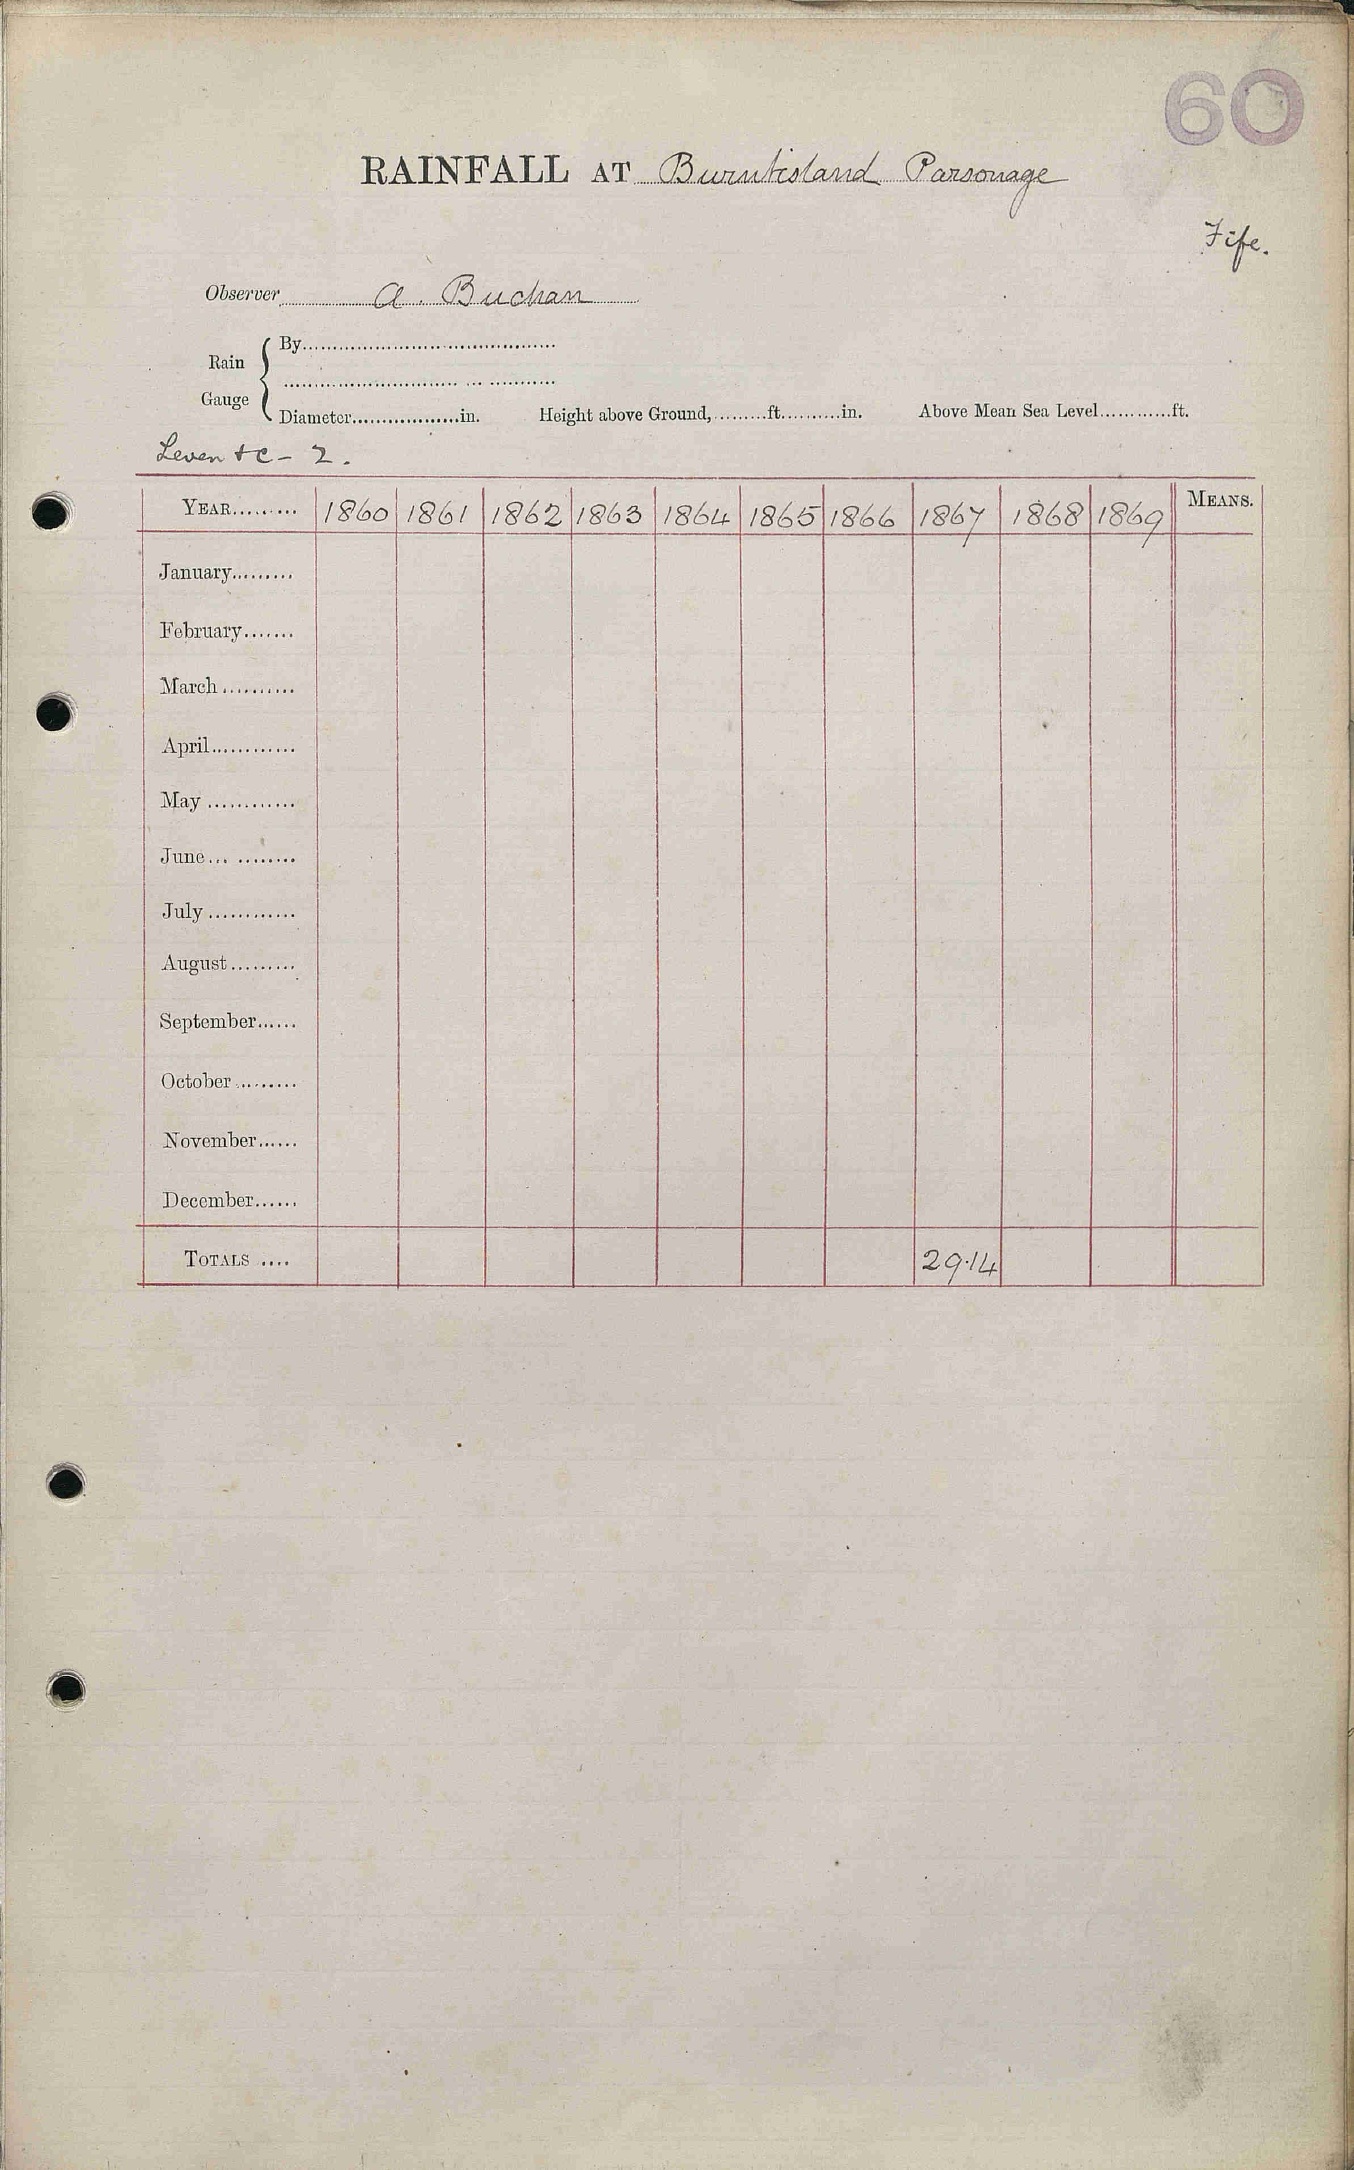 60
RAINFALL AT Burntisland Parsonage
Fife.
Observer A. Buchan
Rain Gauge { By
Diameter in. Height above Ground, ft. in. Above Mean Sea Level ft.
Leven &c - 2.
YEAR 1860 1861 1862 1863 1864 1865 1866 1867 1868 1869 MEANS.
January
February
March
April
May
June
July
August
September
October
November
December
TOTALS 29.14